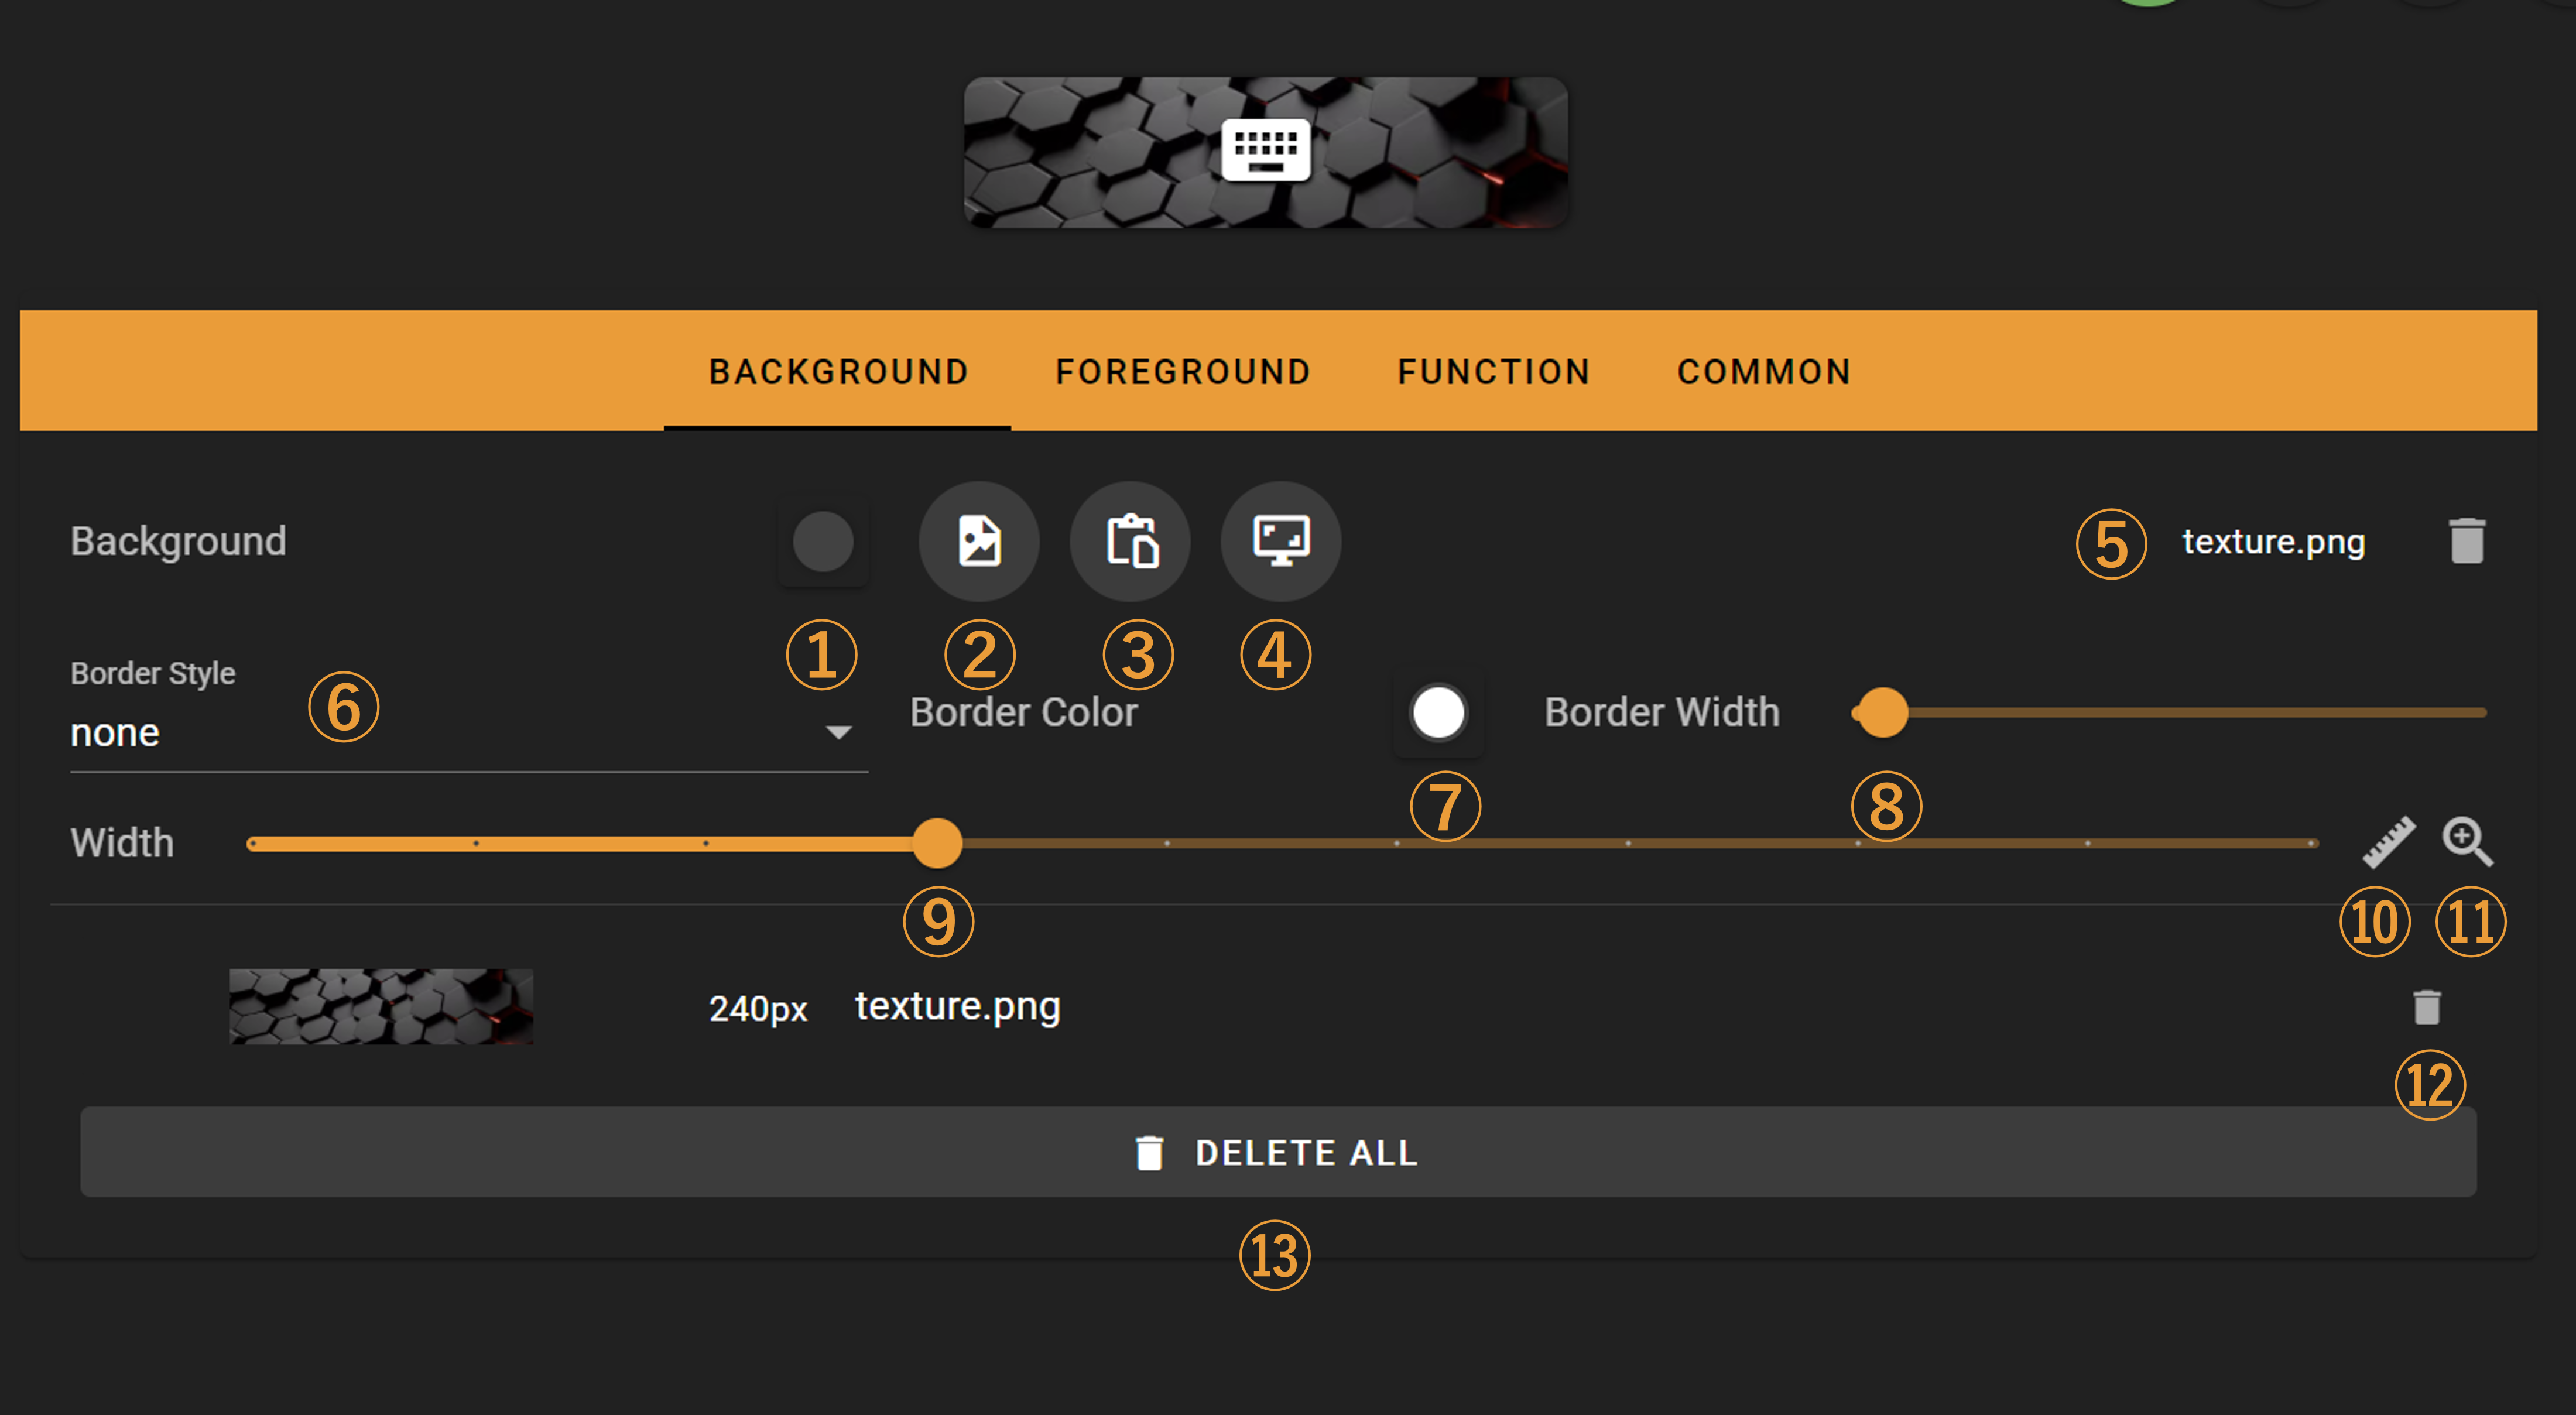 BACKGROUND FOREGROUND FUNCTION COMMON
Background ⑤ texture.png
① ② ③ ④
Border Style ⑥
none
Border Color Border Width
⑦ ⑧
Width
⑨ ⑩ ⑪
240px texture.png
⑫
DELETE ALL
⑬